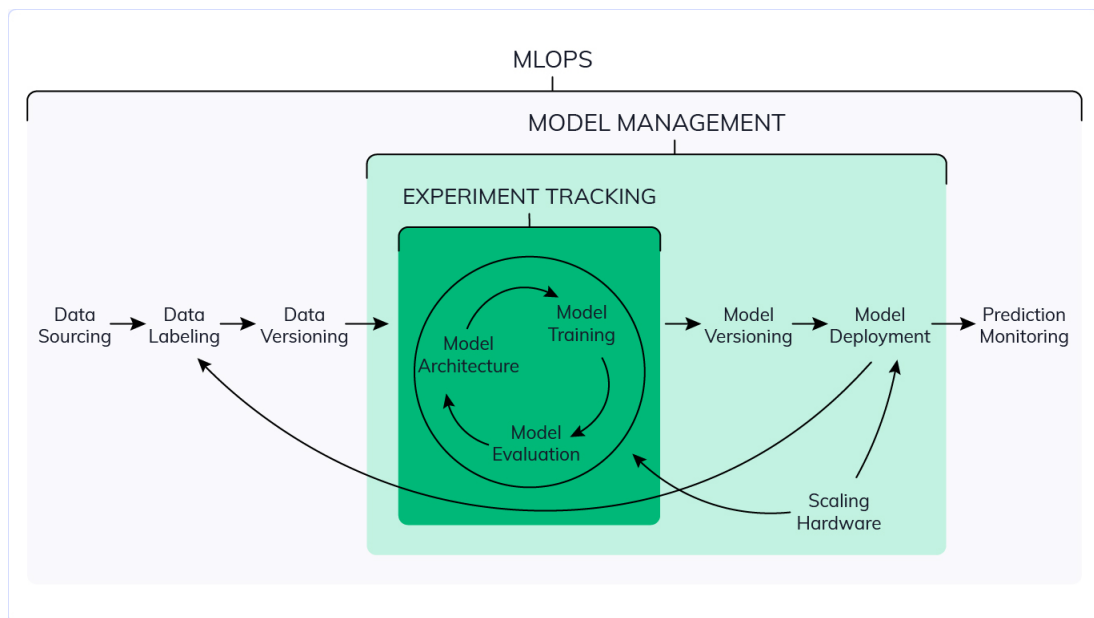 MLOPS
MODEL MANAGEMENT
EXPERIMENT TRACKING
Data
Sourcing
Data
Labeling
Data
Versioning
Model
Architecture
Model
Training
Model
Evaluation
Model
Versioning
Model
Deployment
Prediction
Monitoring
Scaling
Hardware